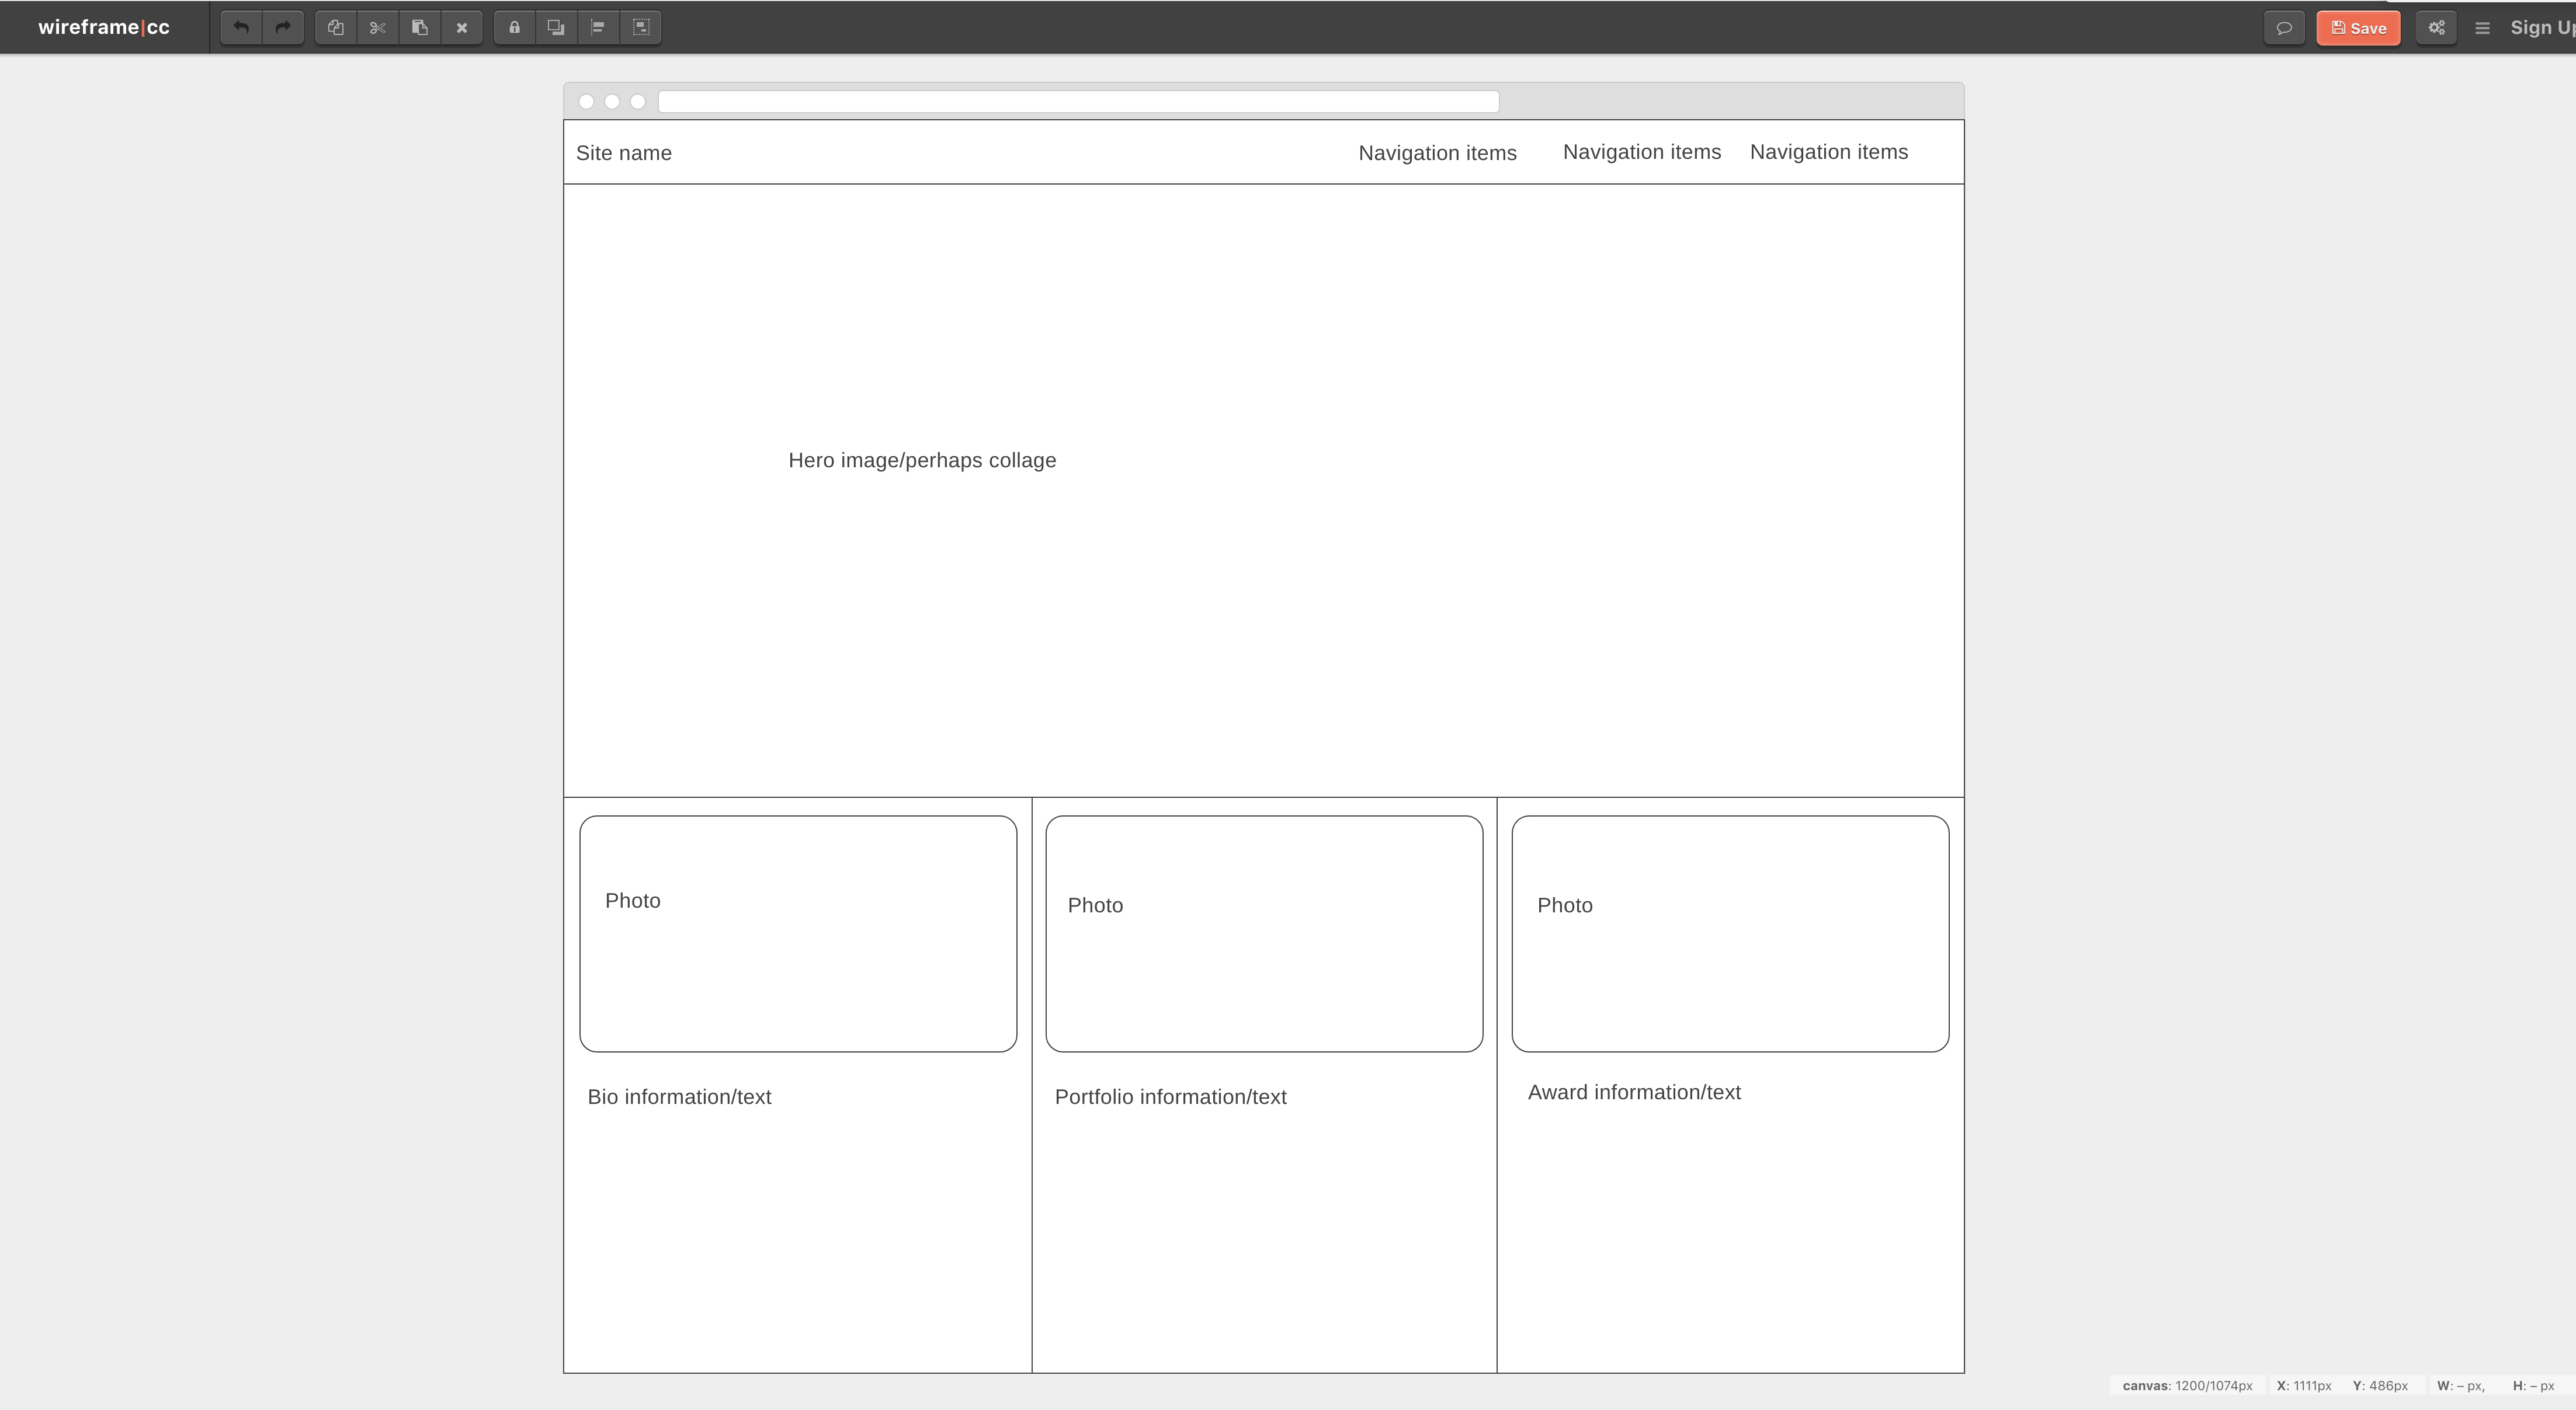 wireframe|cc
Save
Sign Up
Site name
Navigation items
Navigation items
Navigation items
Hero image/perhaps collage
Photo
Photo
Photo
Bio information/text
Portfolio information/text
Award information/text
canvas: 1200/1074px X: 1111px Y: 486px W: – px, H: – px